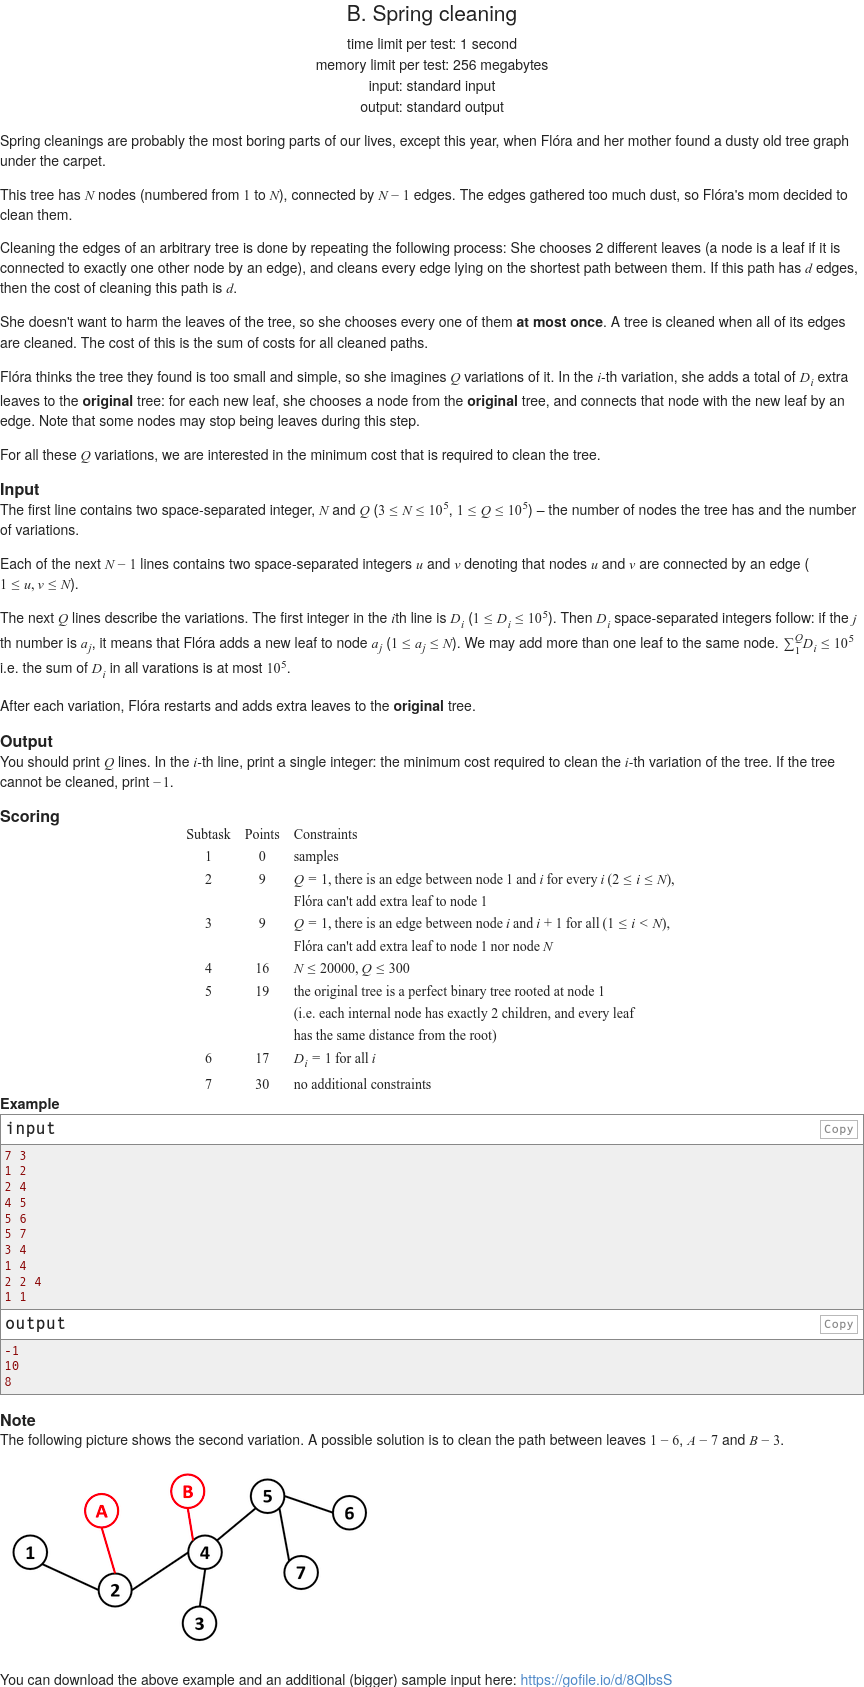 B. Spring cleaning
time limit per test: 1 second
memory limit per test: 256 megabytes
input: standard input
output: standard output
Spring cleanings are probably the most boring parts of our lives, except this year, when Flóra and her mother found a dusty old tree graph
under the carpet.
This tree has N nodes (numbered from 1 to N), connected by N − 1 edges. The edges gathered too much dust, so Flóra's mom decided to
clean them.
Cleaning the edges of an arbitrary tree is done by repeating the following process: She chooses 2 different leaves (a node is a leaf if it is
connected to exactly one other node by an edge), and cleans every edge lying on the shortest path between them. If this path has d edges,
then the cost of cleaning this path is d.
She doesn't want to harm the leaves of the tree, so she chooses every one of them at most once. A tree is cleaned when all of its edges
are cleaned. The cost of this is the sum of costs for all cleaned paths.
Flóra thinks the tree they found is too small and simple, so she imagines Q variations of it. In the i-th variation, she adds a total of D_i extra
leaves to the original tree: for each new leaf, she chooses a node from the original tree, and connects that node with the new leaf by an
edge. Note that some nodes may stop being leaves during this step.
For all these Q variations, we are interested in the minimum cost that is required to clean the tree.
Input
The first line contains two space-separated integer, N and Q (3 ≤ N ≤ 10^5, 1 ≤ Q ≤ 10^5) – the number of nodes the tree has and the number
of variations.
Each of the next N − 1 lines contains two space-separated integers u and v denoting that nodes u and v are connected by an edge (
1 ≤ u, v ≤ N).
The next Q lines describe the variations. The first integer in the ith line is D_i (1 ≤ D_i ≤ 10^5). Then D_i space-separated integers follow: if the j
th number is a_j, it means that Flóra adds a new leaf to node a_j (1 ≤ a_j ≤ N). We may add more than one leaf to the same node. ∑_1^Q D_i ≤ 10^5
i.e. the sum of D_i in all varations is at most 10^5.
After each variation, Flóra restarts and adds extra leaves to the original tree.
Output
You should print Q lines. In the i-th line, print a single integer: the minimum cost required to clean the i-th variation of the tree. If the tree
cannot be cleaned, print −1.
Scoring
Subtask Points Constraints
1 0 samples
2 9 Q = 1, there is an edge between node 1 and i for every i (2 ≤ i ≤ N),
Flóra can't add extra leaf to node 1
3 9 Q = 1, there is an edge between node i and i + 1 for all (1 ≤ i < N),
Flóra can't add extra leaf to node 1 nor node N
4 16 N ≤ 20000, Q ≤ 300
5 19 the original tree is a perfect binary tree rooted at node 1
(i.e. each internal node has exactly 2 children, and every leaf
has the same distance from the root)
6 17 D_i = 1 for all i
7 30 no additional constraints
Example
input Copy
7 3
1 2
2 4
4 5
5 6
5 7
3 4
1 4
2 2 4
1 1
output Copy
-1
10
8
Note
The following picture shows the second variation. A possible solution is to clean the path between leaves 1 − 6, A − 7 and B − 3.
B
5
A
6
1
4
7
2
3
You can download the above example and an additional (bigger) sample input here: https://gofile.io/d/8QlbsS